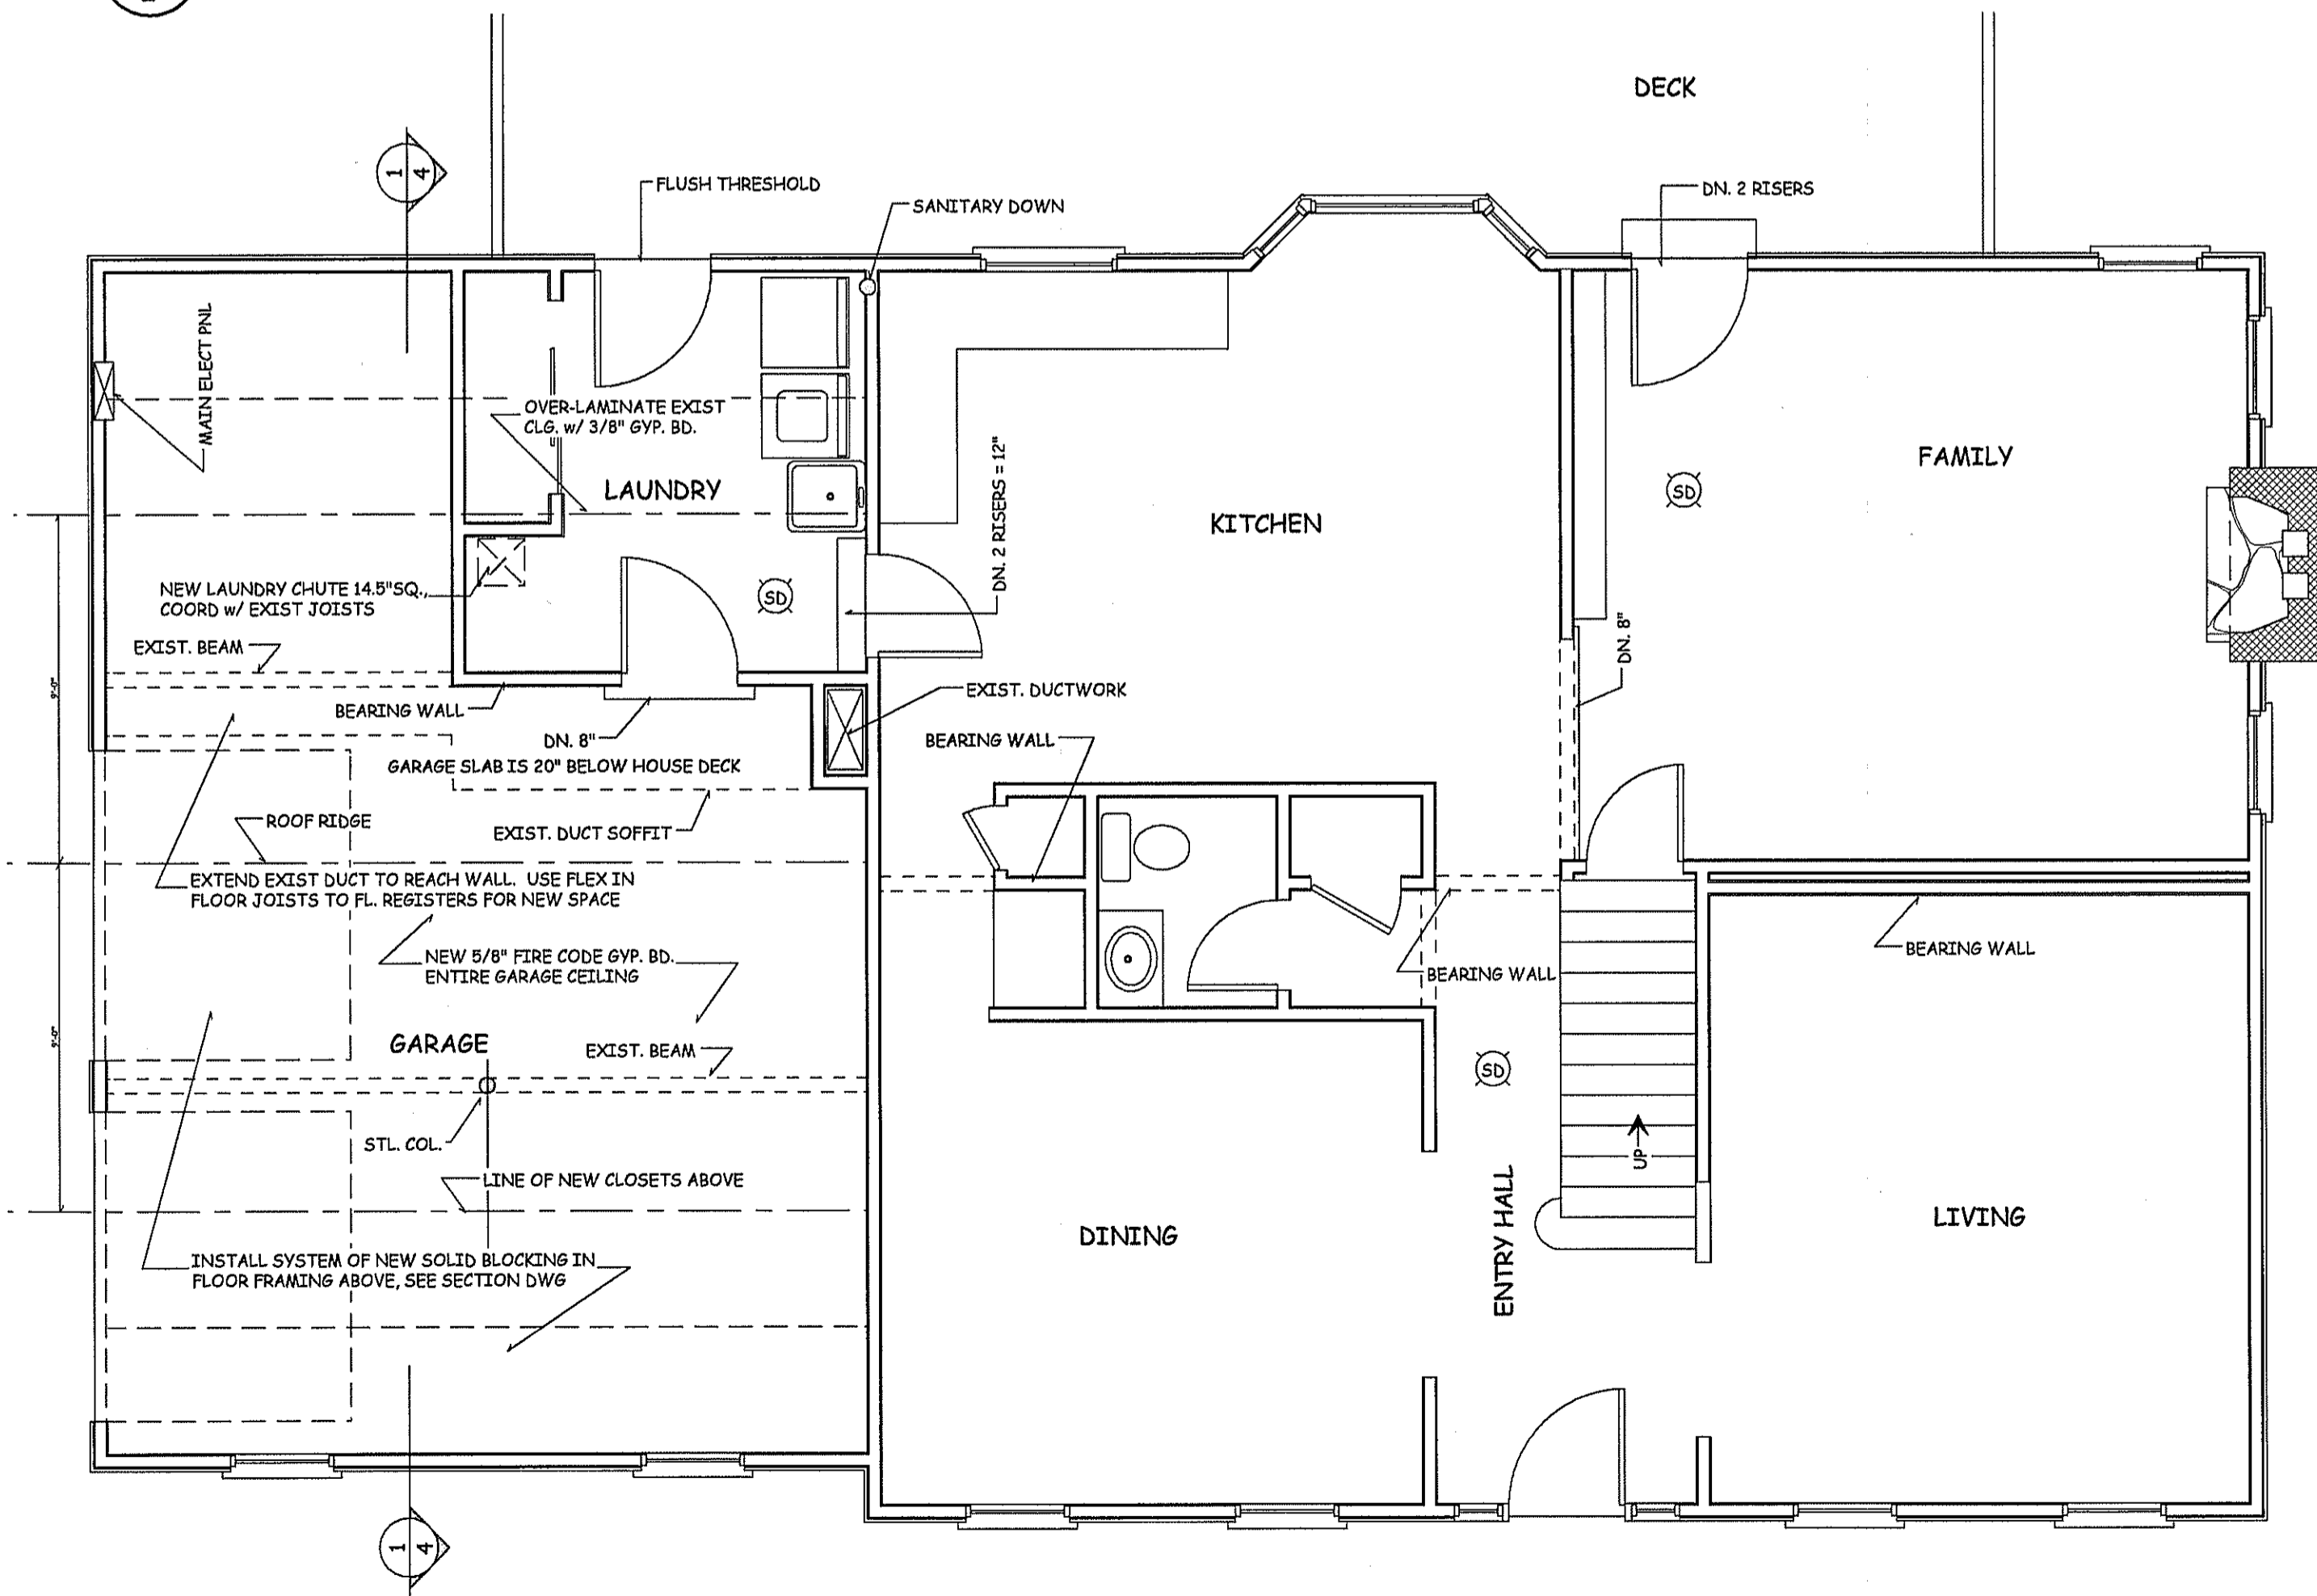 DECK
1
4
FLUSH THRESHOLD
SANITARY DOWN
DN. 2 RISERS
MAIN ELECT PNL
OVER-LAMINATE EXIST
CLG. w/ 3/8" GYP. BD.
LAUNDRY
DN. 2 RISERS = 12"
KITCHEN
SD
FAMILY
NEW LAUNDRY CHUTE 14.5"SQ.,
COORD w/ EXIST JOISTS
SD
EXIST. BEAM
DN. 8"
9'-0"
BEARING WALL
EXIST. DUCTWORK
DN. 8"
BEARING WALL
GARAGE SLAB IS 20" BELOW HOUSE DECK
ROOF RIDGE
EXIST. DUCT SOFFIT
EXTEND EXIST DUCT TO REACH WALL. USE FLEX IN
FLOOR JOISTS TO FL. REGISTERS FOR NEW SPACE
NEW 5/8" FIRE CODE GYP. BD.
ENTIRE GARAGE CEILING
BEARING WALL
BEARING WALL
9'-0"
GARAGE
EXIST. BEAM
SD
STL. COL.
UP
LINE OF NEW CLOSETS ABOVE
DINING
ENTRY HALL
LIVING
INSTALL SYSTEM OF NEW SOLID BLOCKING IN
FLOOR FRAMING ABOVE, SEE SECTION DWG
1
4